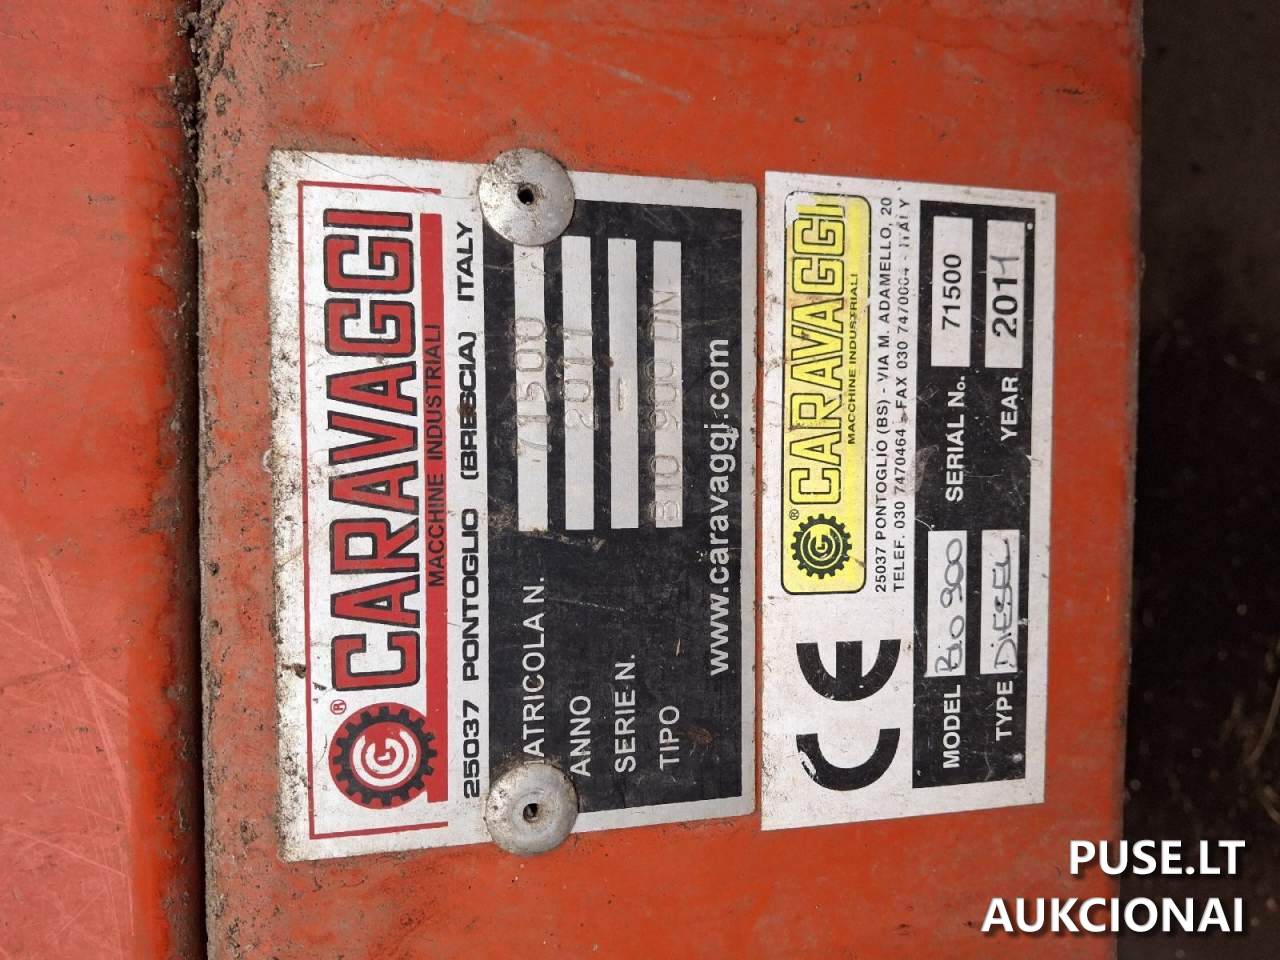 ® CARAVAGGI
MACCHINE INDUSTRIALI
25037 PONTOGLIO (BRESCIA) ITALY
ATRICOLA N. 71500
ANNO 2011
SERIE N. -
TIPO BIO 900 DN
www.caravaggi.com
® CARAVAGGI
MACCHINE INDUSTRIALI
25037 PONTOGLIO (BS) - VIA M. ADAMELLO, 20
TELEF. 030 7470464 - FAX 030 7470004 - ITALY
CE
MODEL Bio 900 SERIAL No. 71500
TYPE DIESEL YEAR 2011
PUSE.LT
AUKCIONAI